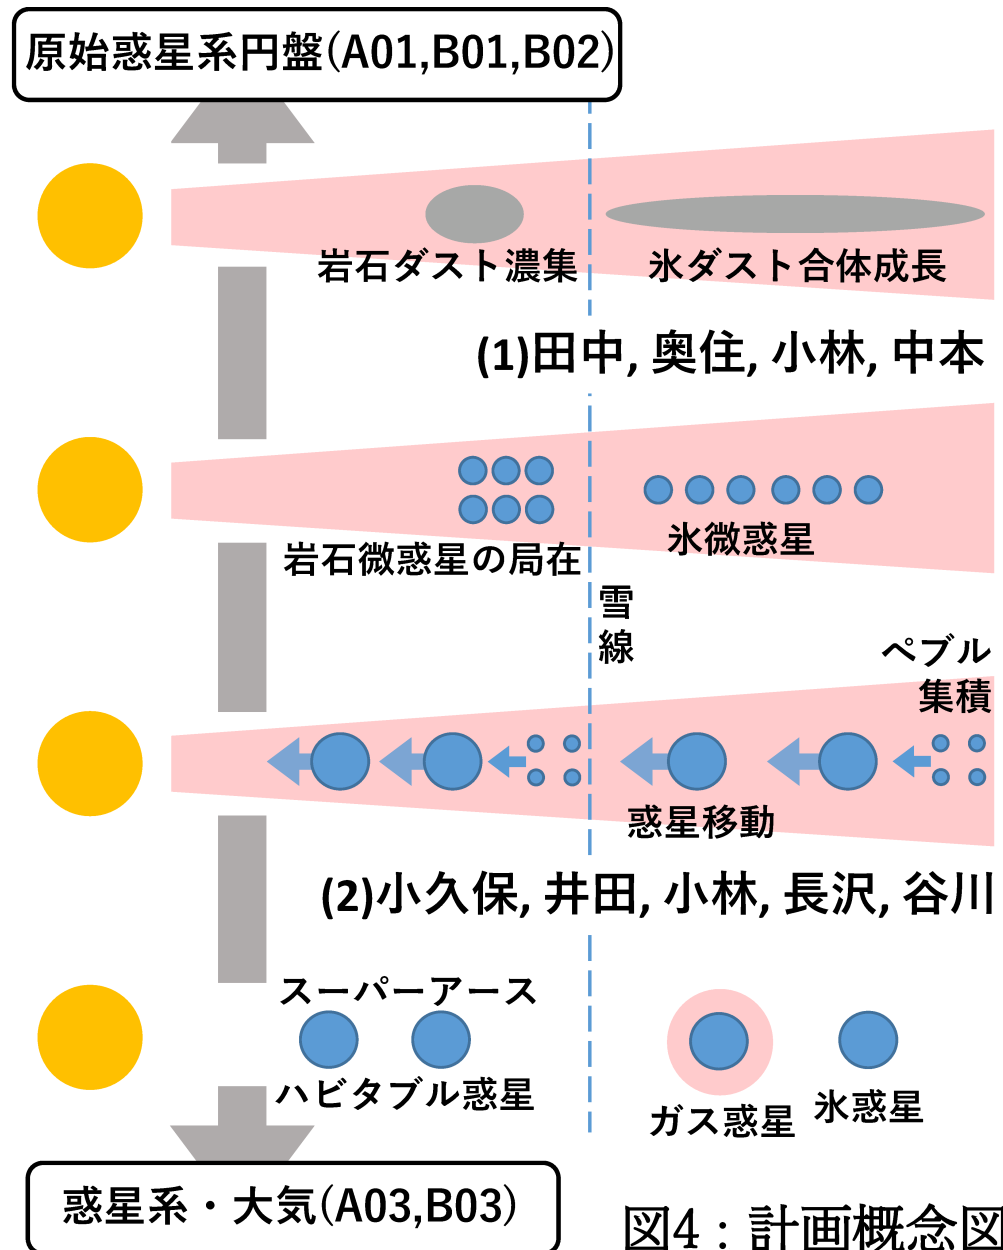 原始惑星系円盤(A01,B01,B02)
岩石ダスト濃集
氷ダスト合体成長
(1)田中, 奥住, 小林, 中本
岩石微惑星の局在
氷微惑星
雪
線
ペブル
集積
惑星移動
(2)小久保, 井田, 小林, 長沢, 谷川
スーパーアース
ハビタブル惑星
ガス惑星
氷惑星
惑星系・大気(A03,B03)
図4：計画概念図